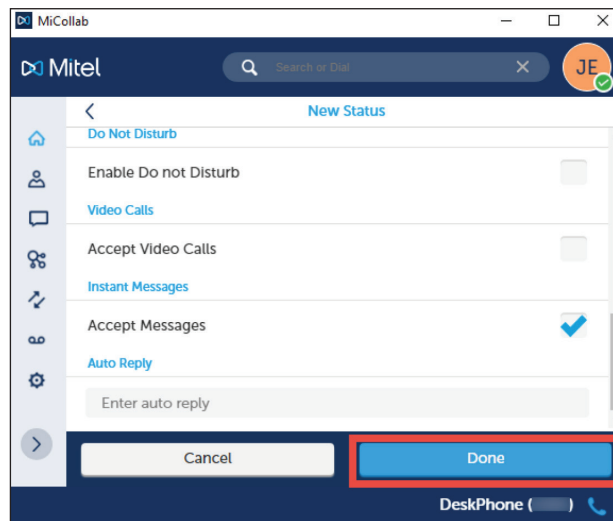 MiCollab
Mitel
Search or Dial
JE
New Status
Do Not Disturb
Enable Do not Disturb
Video Calls
Accept Video Calls
Instant Messages
Accept Messages
Auto Reply
Enter auto reply
Cancel
Done
DeskPhone ( )